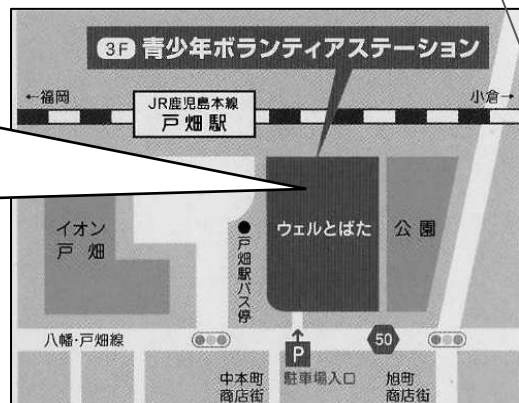 3F 青少年ボランティアステーション
←福岡
小倉→
JR鹿児島本線
戸畑駅
イオン
戸畑
●戸畑駅バス停
ウェルとばた
公園
八幡・戸畑線
50
P
中本町
商店街
駐車場入口
旭町
商店街